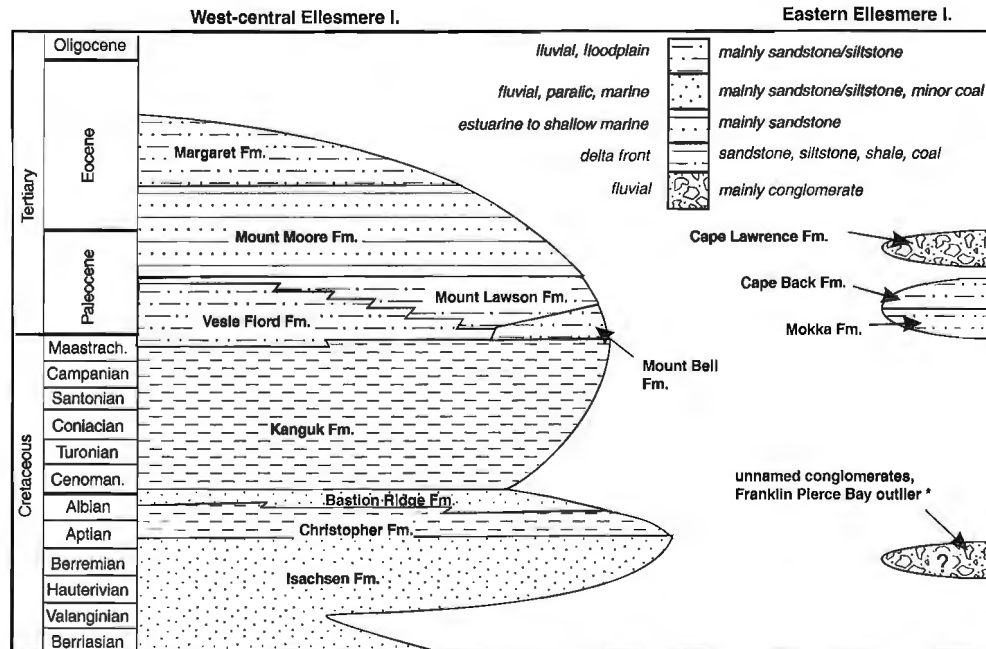 West-central Ellesmere I.
Eastern Ellesmere I.
Tertiary
Cretaceous
Oligocene
Eocene
Paleocene
Maastrach.
Campanian
Santonian
Coniacian
Turonian
Cenoman.
Albian
Aptian
Berremian
Hauterivian
Valanginian
Berriasian
Margaret Fm.
Mount Moore Fm.
Mount Lawson Fm.
Vesle Fiord Fm.
Mount Bell
Fm.
Kanguk Fm.
Bastion Ridge Fm.
Christopher Fm.
Isachsen Fm.
fluvial, floodplain
mainly sandstone/siltstone
fluvial, paralic, marine
mainly sandstone/siltstone, minor coal
estuarine to shallow marine
mainly sandstone
delta front
sandstone, siltstone, shale, coal
fluvial
mainly conglomerate
Cape Lawrence Fm.
Cape Back Fm.
Mokka Fm.
unnamed conglomerates,
Franklin Pierce Bay outlier *
?